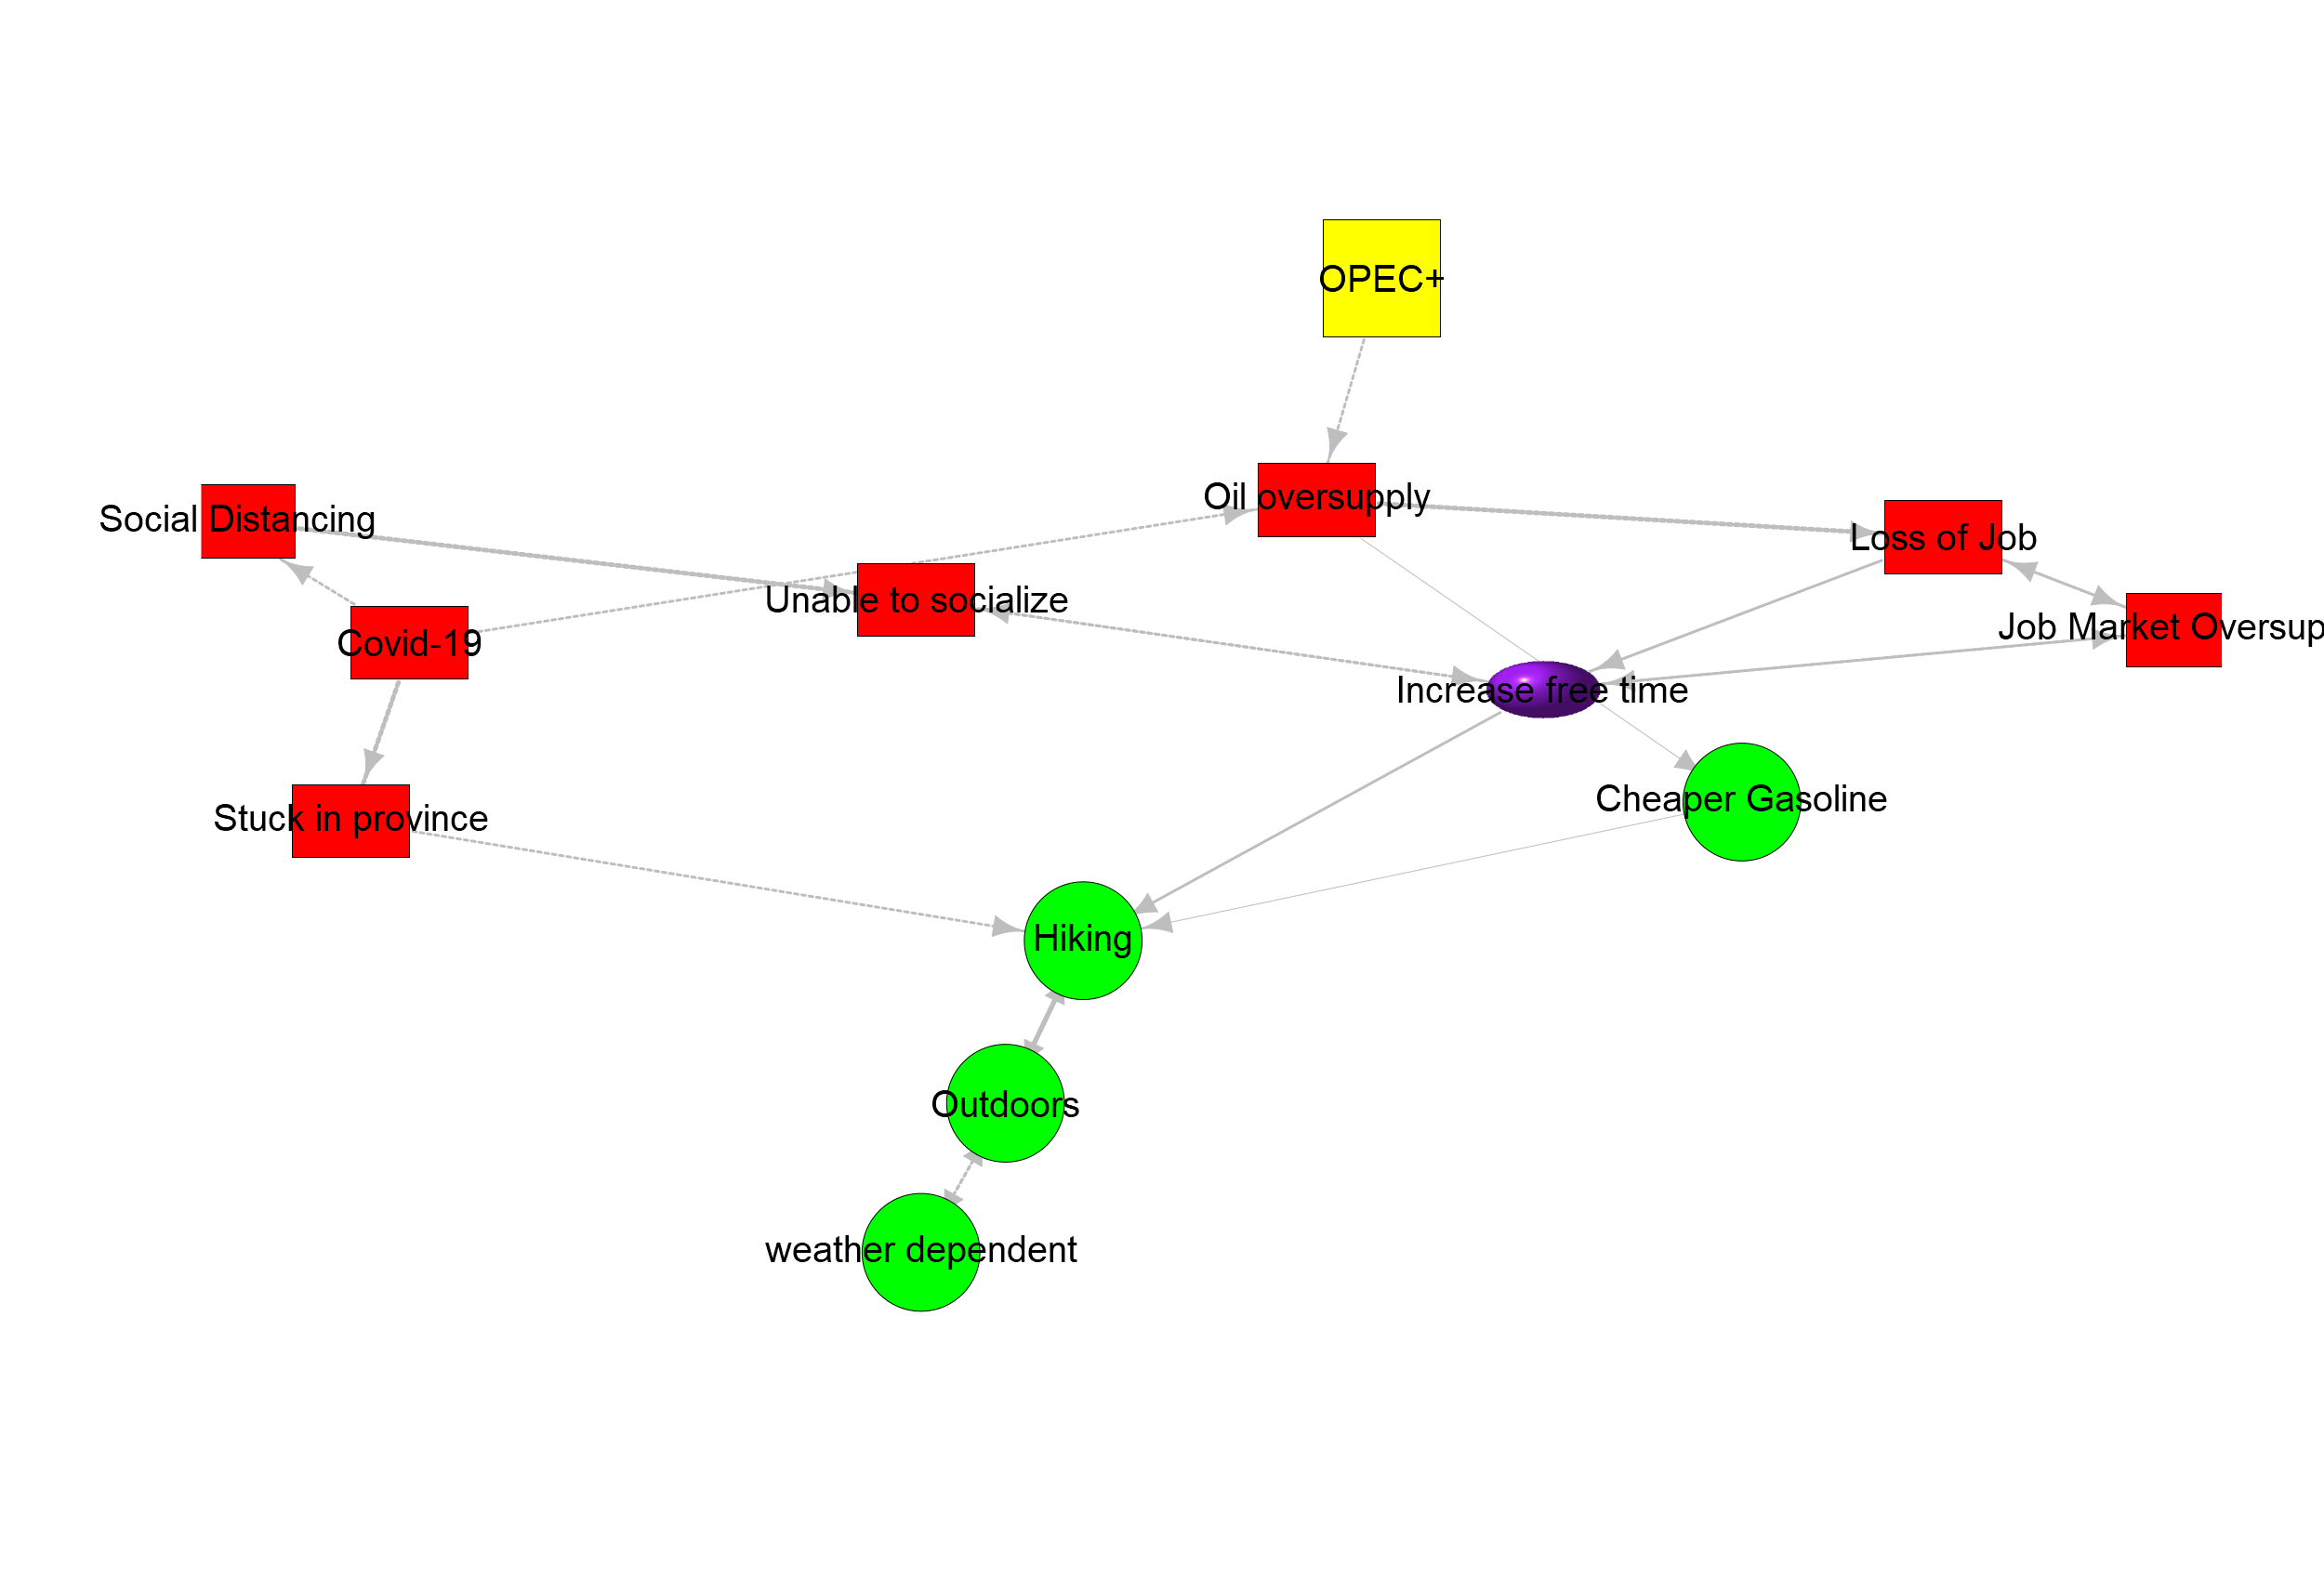 OPEC+
Oil oversupply
Social Distancing
Loss of Job
Unable to socialize
Job Market Oversup
Covid-19
Increase free time
Cheaper Gasoline
Stuck in province
Hiking
Outdoors
weather dependent